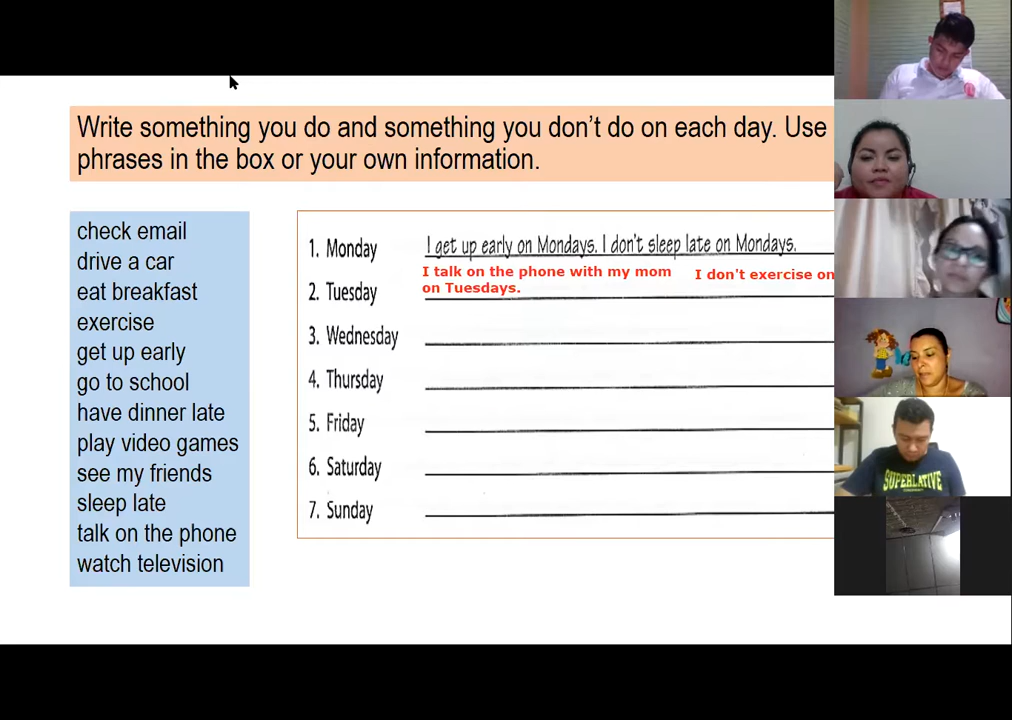 Write something you do and something you don't do on each day. Use
phrases in the box or your own information.
check email
drive a car
eat breakfast
exercise
get up early
go to school
have dinner late
play video games
see my friends
sleep late
talk on the phone
watch television
1. Monday I get up early on Mondays. I don't sleep late on Mondays.
I talk on the phone with my mom
on Tuesdays.
I don't exercise on
2. Tuesday
3. Wednesday
4. Thursday
5. Friday
6. Saturday
7. Sunday
SUPERLATIVE